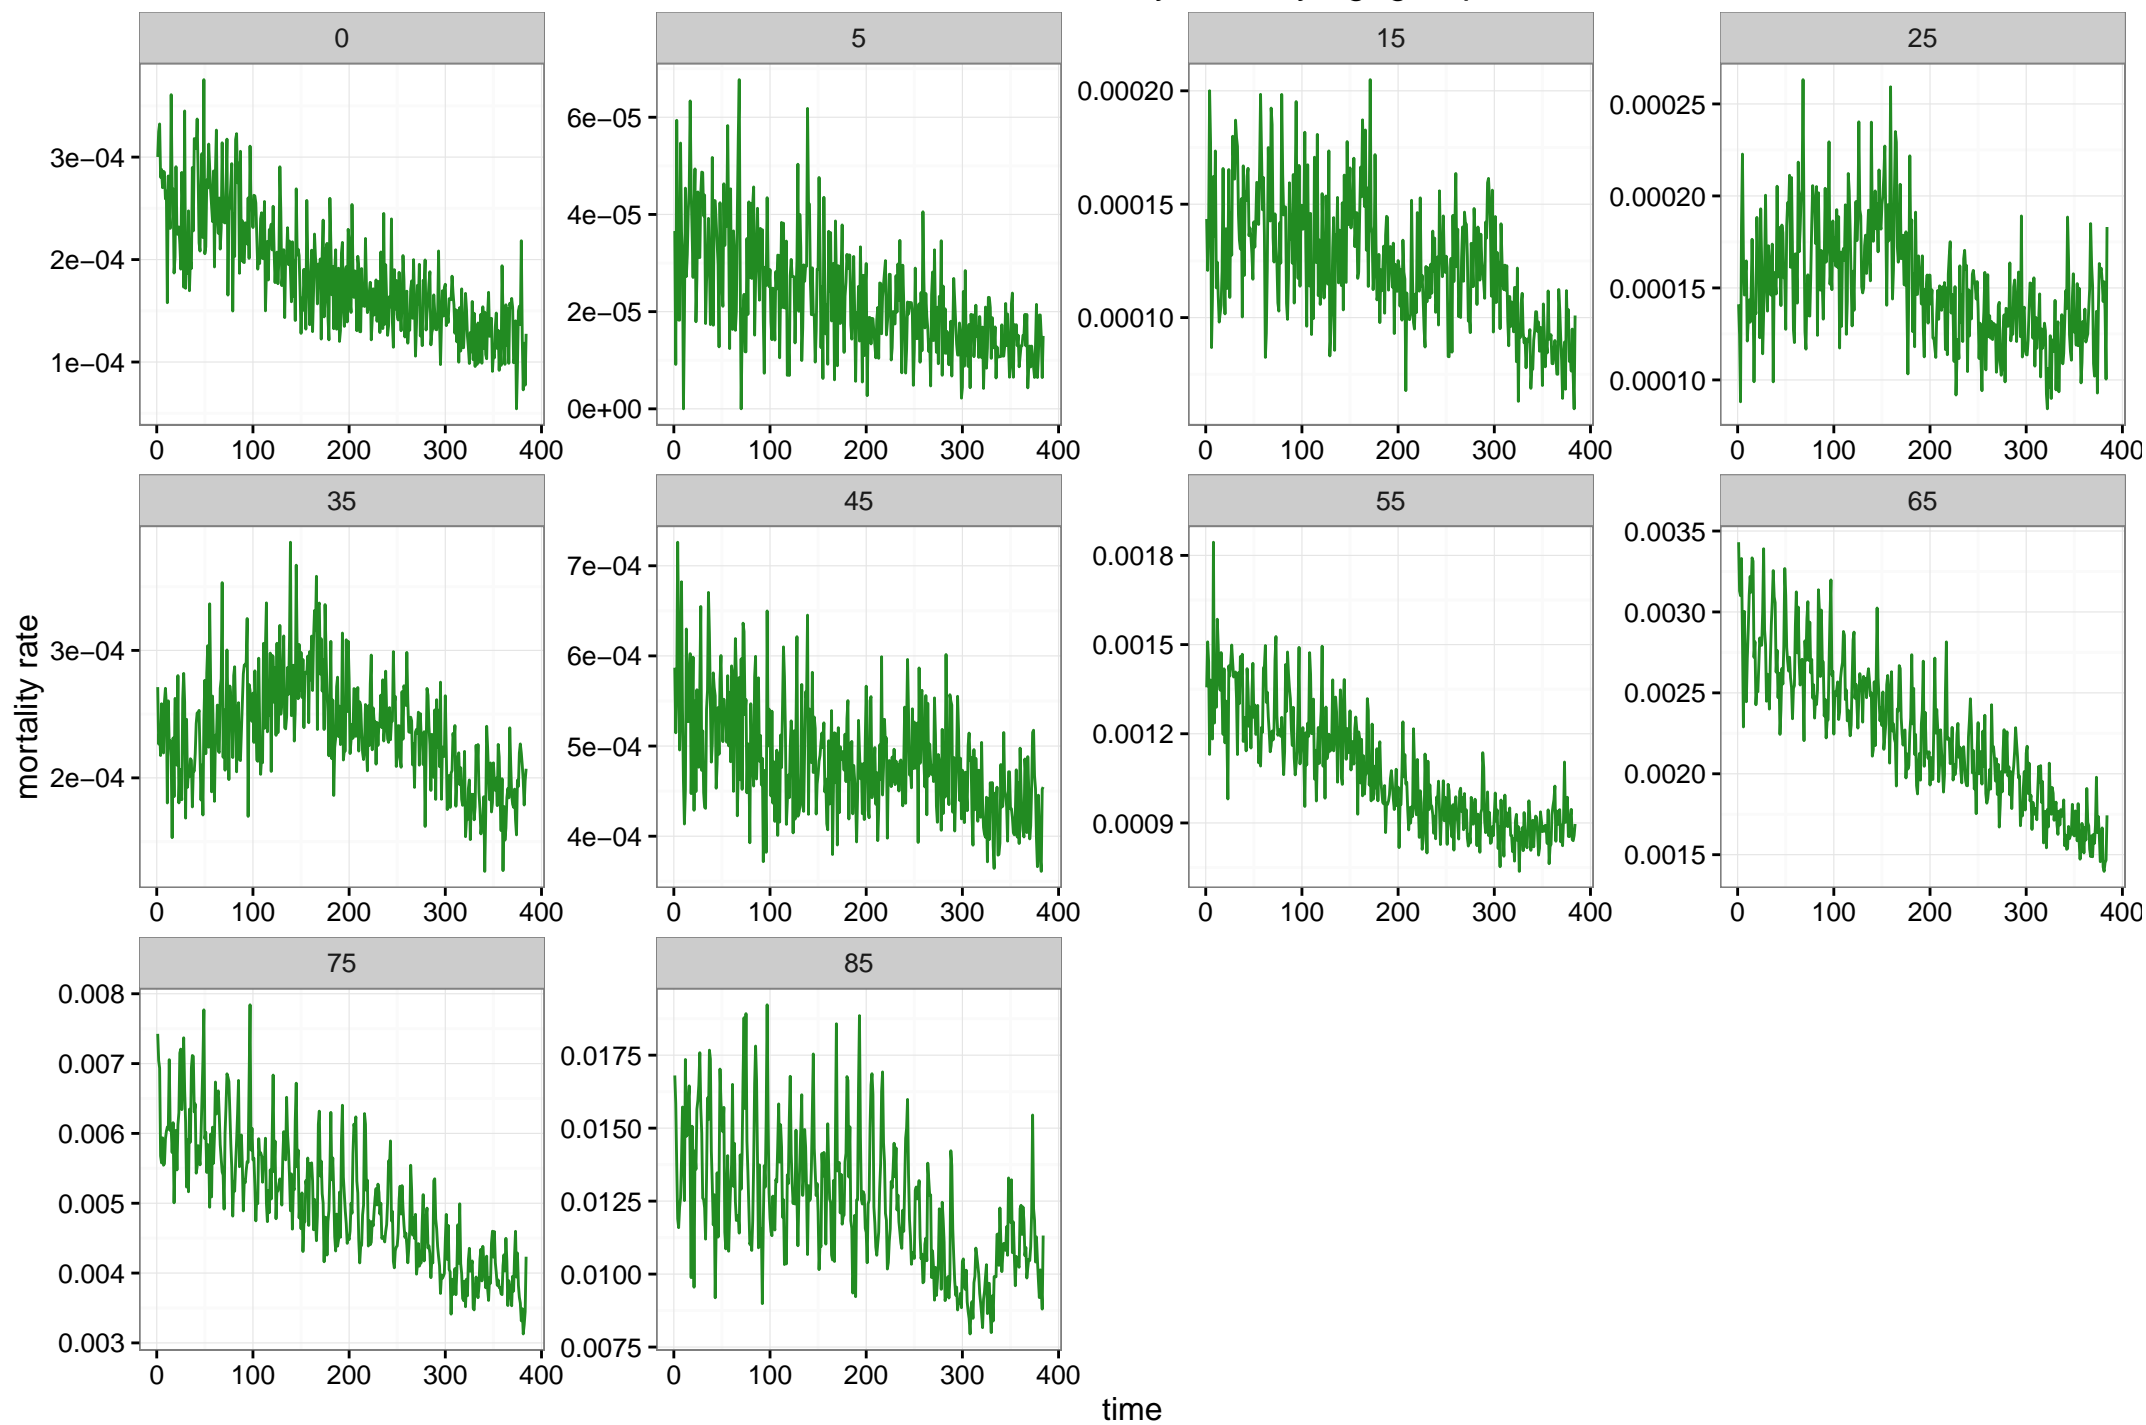 0 5 15 25
3e−04
2e−04
1e−04
0 100 200 300 400
6e−05
4e−05
2e−05
0e+00
0 100 200 300 400
0.00020
0.00015
0.00010
0 100 200 300 400
0.00025
0.00020
0.00015
0.00010
0 100 200 300 400
35 45 55 65
mortality rate
3e−04
2e−04
0 100 200 300 400
7e−04
6e−04
5e−04
4e−04
0 100 200 300 400
0.0018
0.0015
0.0012
0.0009
0 100 200 300 400
0.0035
0.0030
0.0025
0.0020
0.0015
0 100 200 300 400
75 85
0.008
0.007
0.006
0.005
0.004
0.003
0 100 200 300 400
0.0175
0.0150
0.0125
0.0100
0.0075
0 100 200 300 400
time